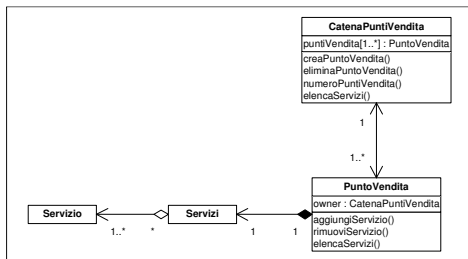 CatenaPuntiVendita
puntiVendita[1..*] : PuntoVendita
creaPuntoVendita()
eliminaPuntoVendita()
numeroPuntiVendita()
elencaServizi()
1
1..*
PuntoVendita
owner : CatenaPuntiVendita
aggiungiServizio()
rimuoviServizio()
elencaServizi()
Servizio
Servizi
1..*
*
1
1